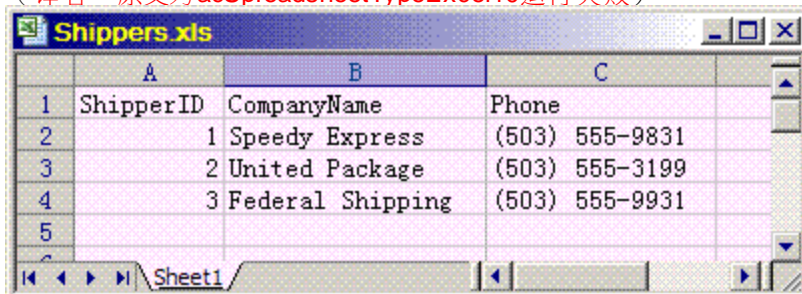 Shippers.xls
A B C
1 ShipperID CompanyName Phone
2 1 Speedy Express (503) 555-9831
3 2 United Package (503) 555-3199
4 3 Federal Shipping (503) 555-9931
5
Sheet1